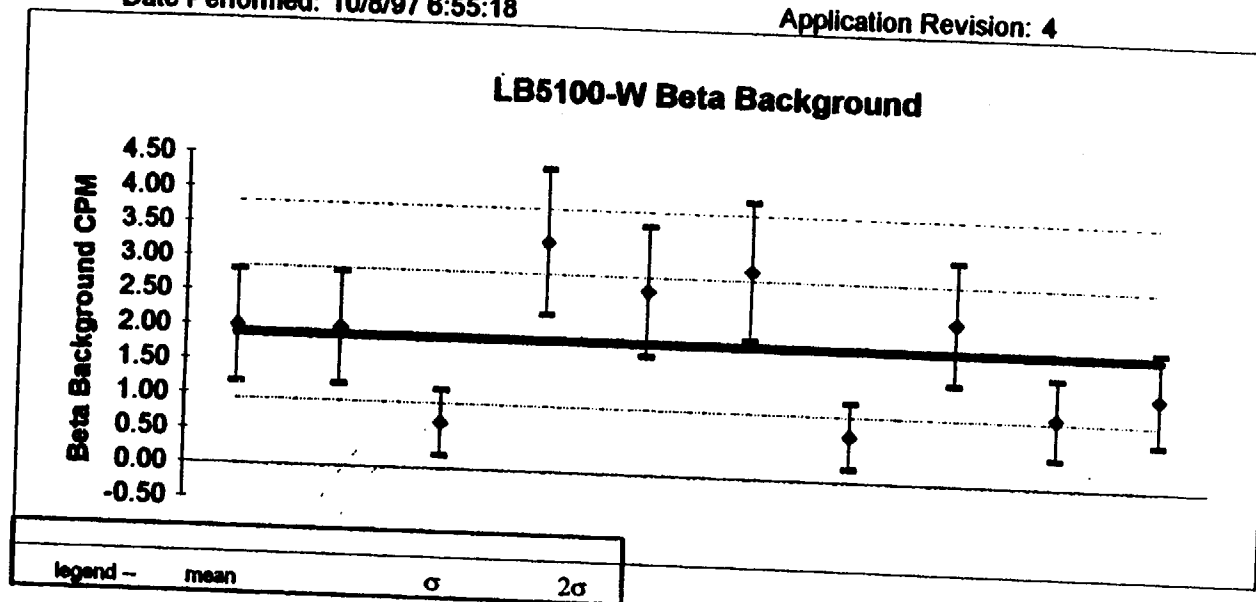 Date Performed: 10/8/97 6:55:18
Application Revision: 4
LB5100-W Beta Background
Beta Background CPM
4.50
4.00
3.50
3.00
2.50
2.00
1.50
1.00
0.50
0.00
-0.50
legend -- mean σ 2σ